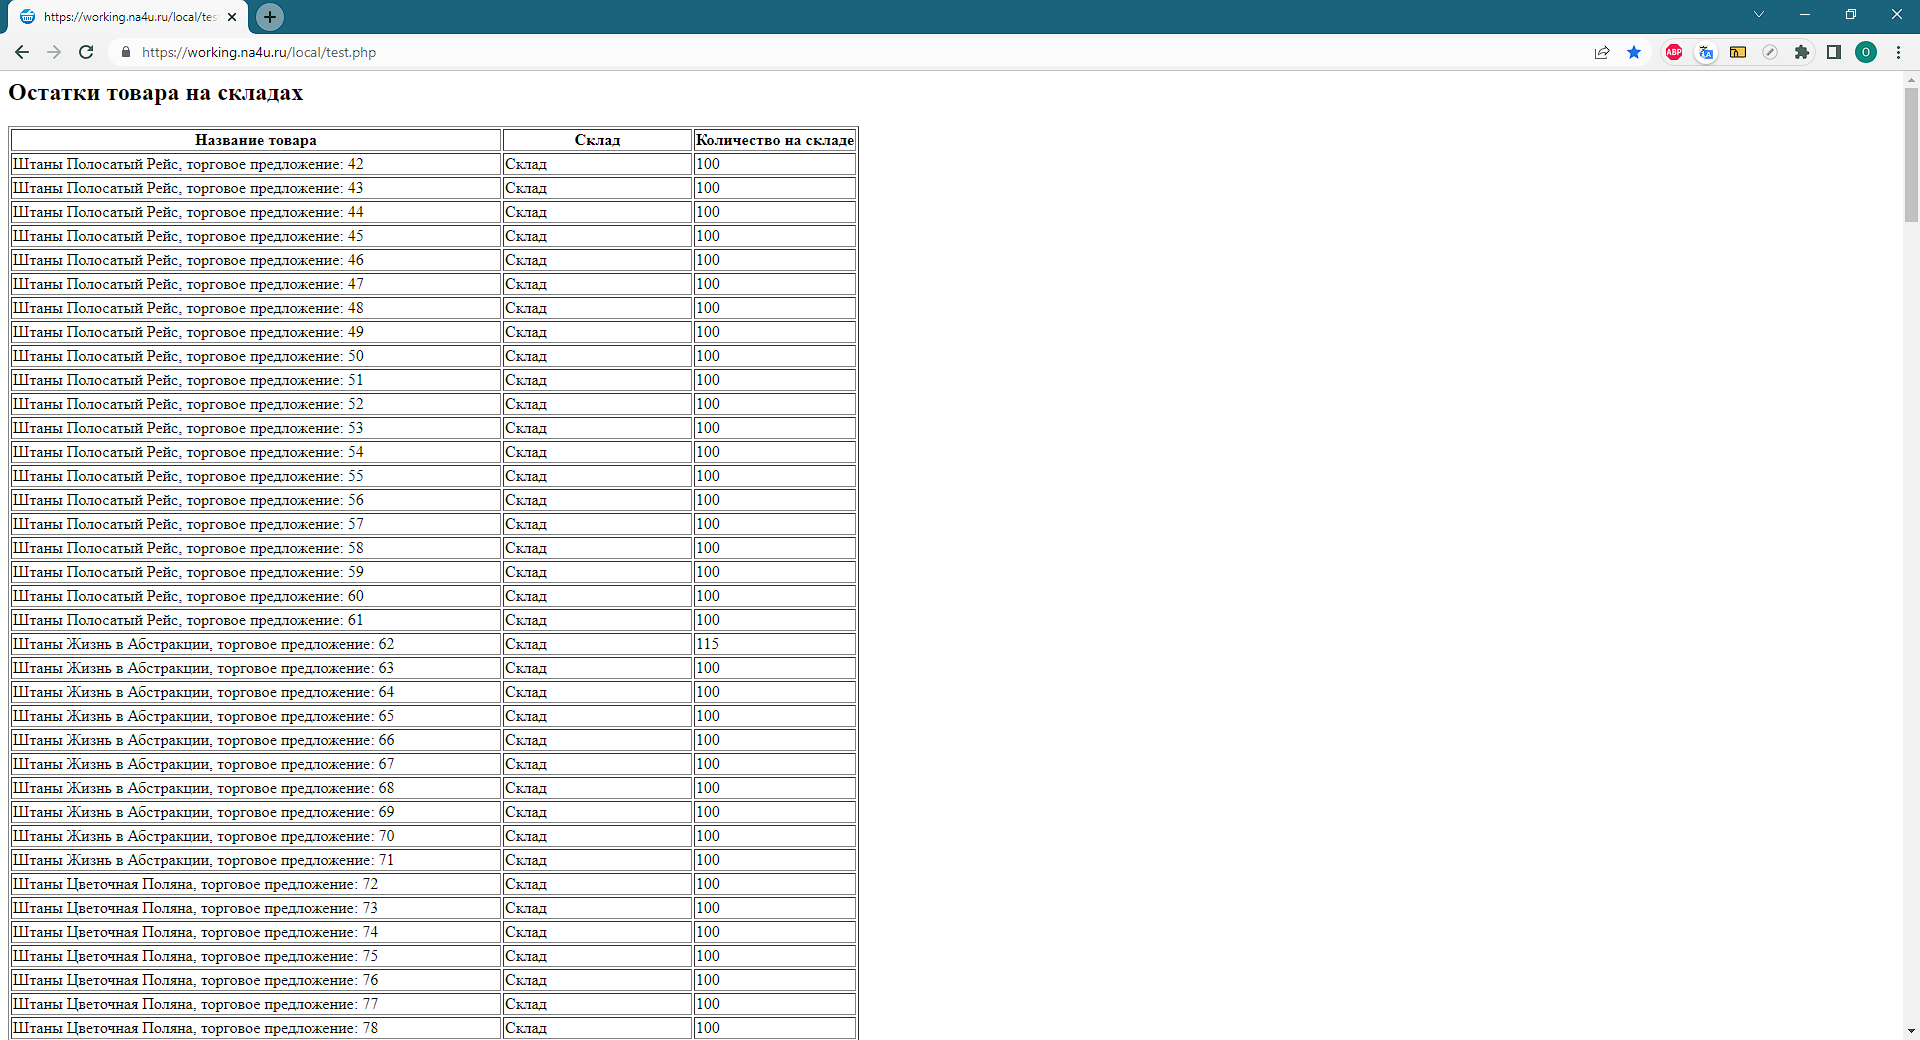 https://working.na4u.ru/local/tes
https://working.na4u.ru/local/test.php
ABP
O
Остатки товара на складах
Название товара Склад Количество на складе
Штаны Полосатый Рейс, торговое предложение: 42 Склад 100
Штаны Полосатый Рейс, торговое предложение: 43 Склад 100
Штаны Полосатый Рейс, торговое предложение: 44 Склад 100
Штаны Полосатый Рейс, торговое предложение: 45 Склад 100
Штаны Полосатый Рейс, торговое предложение: 46 Склад 100
Штаны Полосатый Рейс, торговое предложение: 47 Склад 100
Штаны Полосатый Рейс, торговое предложение: 48 Склад 100
Штаны Полосатый Рейс, торговое предложение: 49 Склад 100
Штаны Полосатый Рейс, торговое предложение: 50 Склад 100
Штаны Полосатый Рейс, торговое предложение: 51 Склад 100
Штаны Полосатый Рейс, торговое предложение: 52 Склад 100
Штаны Полосатый Рейс, торговое предложение: 53 Склад 100
Штаны Полосатый Рейс, торговое предложение: 54 Склад 100
Штаны Полосатый Рейс, торговое предложение: 55 Склад 100
Штаны Полосатый Рейс, торговое предложение: 56 Склад 100
Штаны Полосатый Рейс, торговое предложение: 57 Склад 100
Штаны Полосатый Рейс, торговое предложение: 58 Склад 100
Штаны Полосатый Рейс, торговое предложение: 59 Склад 100
Штаны Полосатый Рейс, торговое предложение: 60 Склад 100
Штаны Полосатый Рейс, торговое предложение: 61 Склад 100
Штаны Жизнь в Абстракции, торговое предложение: 62 Склад 115
Штаны Жизнь в Абстракции, торговое предложение: 63 Склад 100
Штаны Жизнь в Абстракции, торговое предложение: 64 Склад 100
Штаны Жизнь в Абстракции, торговое предложение: 65 Склад 100
Штаны Жизнь в Абстракции, торговое предложение: 66 Склад 100
Штаны Жизнь в Абстракции, торговое предложение: 67 Склад 100
Штаны Жизнь в Абстракции, торговое предложение: 68 Склад 100
Штаны Жизнь в Абстракции, торговое предложение: 69 Склад 100
Штаны Жизнь в Абстракции, торговое предложение: 70 Склад 100
Штаны Жизнь в Абстракции, торговое предложение: 71 Склад 100
Штаны Цветочная Поляна, торговое предложение: 72 Склад 100
Штаны Цветочная Поляна, торговое предложение: 73 Склад 100
Штаны Цветочная Поляна, торговое предложение: 74 Склад 100
Штаны Цветочная Поляна, торговое предложение: 75 Склад 100
Штаны Цветочная Поляна, торговое предложение: 76 Склад 100
Штаны Цветочная Поляна, торговое предложение: 77 Склад 100
Штаны Цветочная Поляна, торговое предложение: 78 Склад 100